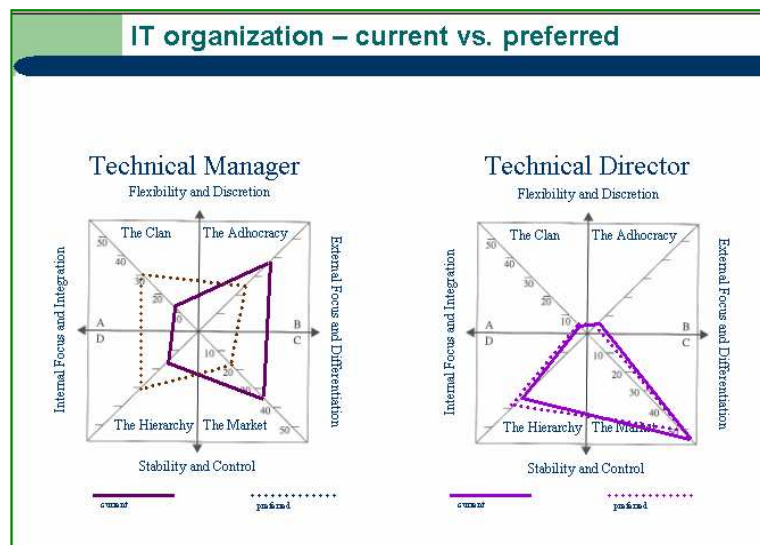 IT organization – current vs. preferred
Technical Manager
Flexibility and Discretion
The Clan
The Adhocracy
50
40
30
20
10
Internal Focus and Integration
External Focus and Differentiation
A
B
D
C
10
20
30
40
50
The Hierarchy
The Market
Stability and Control
current
preferred
Technical Director
Flexibility and Discretion
The Clan
The Adhocracy
50
40
30
20
10
Internal Focus and Integration
External Focus and Differentiation
A
B
D
C
10
20
30
40
The Hierarchy
The Market
Stability and Control
current
preferred